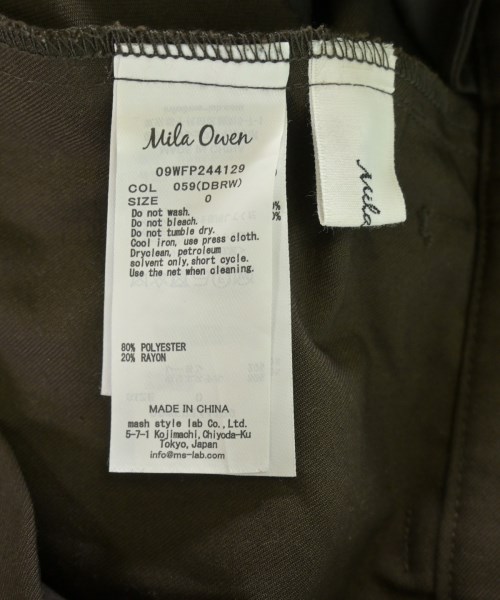 Mila Owen
09WFP244129
COL 059(DBRW)
SIZE 0
Do not wash.
Do not bleach.
Do not tumble dry.
Cool iron, use press cloth.
Dryclean, petroleum
solvent only,short cycle.
Use the net when cleaning.
80% POLYESTER
20% RAYON
MADE IN CHINA
mash style lab Co.,Ltd.
5-7-1 Kojimachi,Chiyoda-Ku
Tokyo,Japan
info@ms-lab.com
Mila